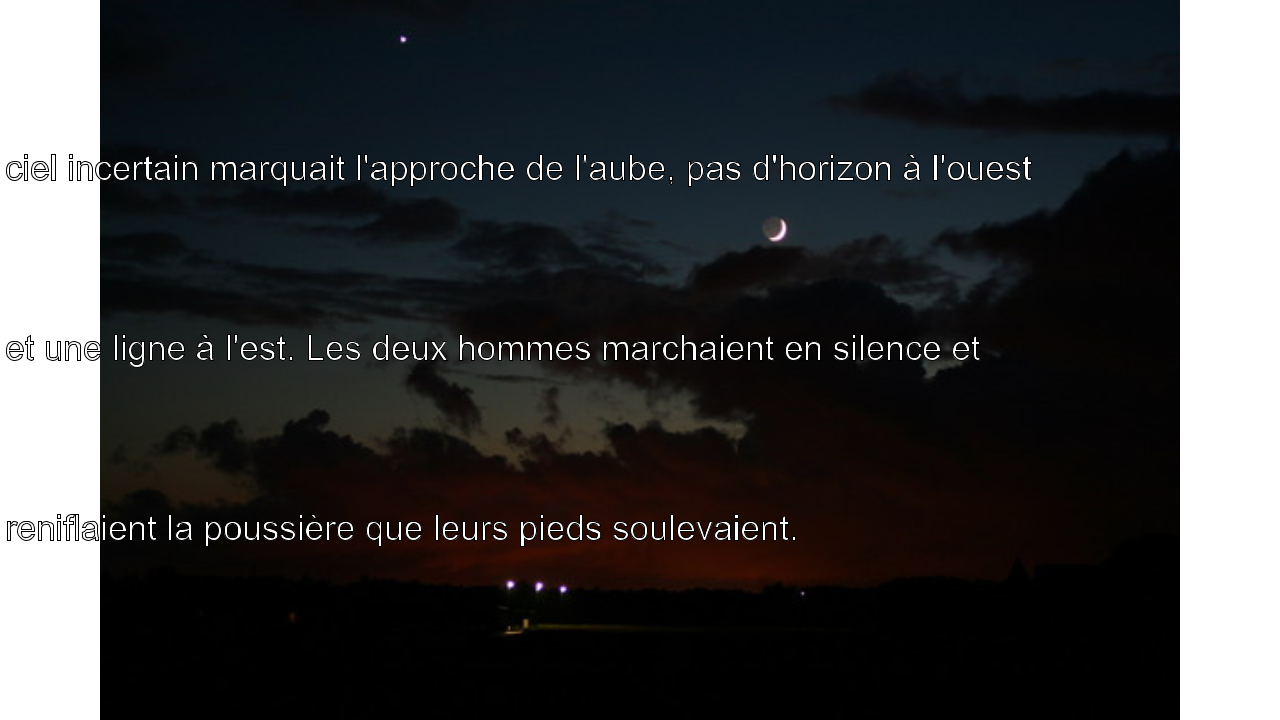 ciel incertain marquait l'approche de l'aube, pas d'horizon à l'ouest
et une ligne à l'est. Les deux hommes marchaient en silence et
reniflaient la poussière que leurs pieds soulevaient.